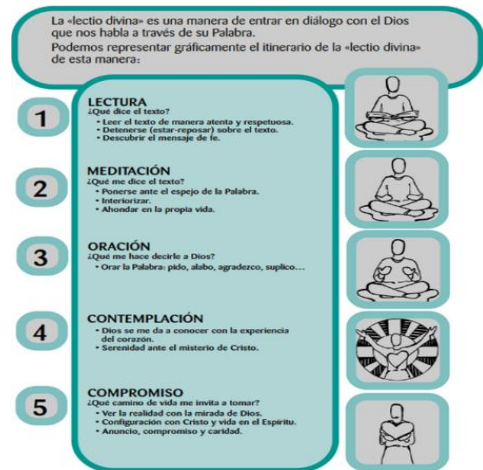 La «lectio divina» es una manera de entrar en diálogo con el Dios
que nos habla a través de su Palabra.
Podemos representar gráficamente el itinerario de la «lectio divina»
de esta manera:
1
LECTURA
¿Qué dice el texto?
• Leer el texto de manera atenta y respetuosa.
• Detenerse (estar-reposar) sobre el texto.
• Descubrir el mensaje de fe.
2
MEDITACIÓN
¿Qué me dice el texto?
• Ponerse ante el espejo de la Palabra.
• Interiorizar.
• Ahondar en la propia vida.
3
ORACIÓN
¿Qué me hace decirle a Dios?
• Orar la Palabra: pido, alabo, agradezco, suplico...
4
CONTEMPLACIÓN
• Dios se me da a conocer con la experiencia
del corazón.
• Serenidad ante el misterio de Cristo.
5
COMPROMISO
¿Qué camino de vida me invita a tomar?
• Ver la realidad con la mirada de Dios.
• Configuración con Cristo y vida en el Espíritu.
• Anuncio, compromiso y caridad.